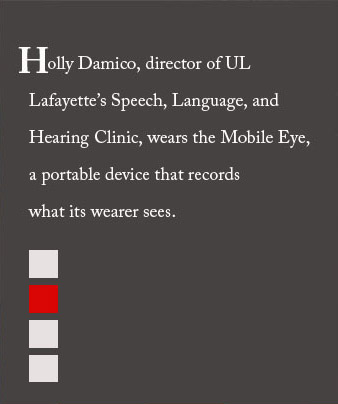 Holly Damico, director of UL
Lafayette’s Speech, Language, and
Hearing Clinic, wears the Mobile Eye,
a portable device that records
what its wearer sees.